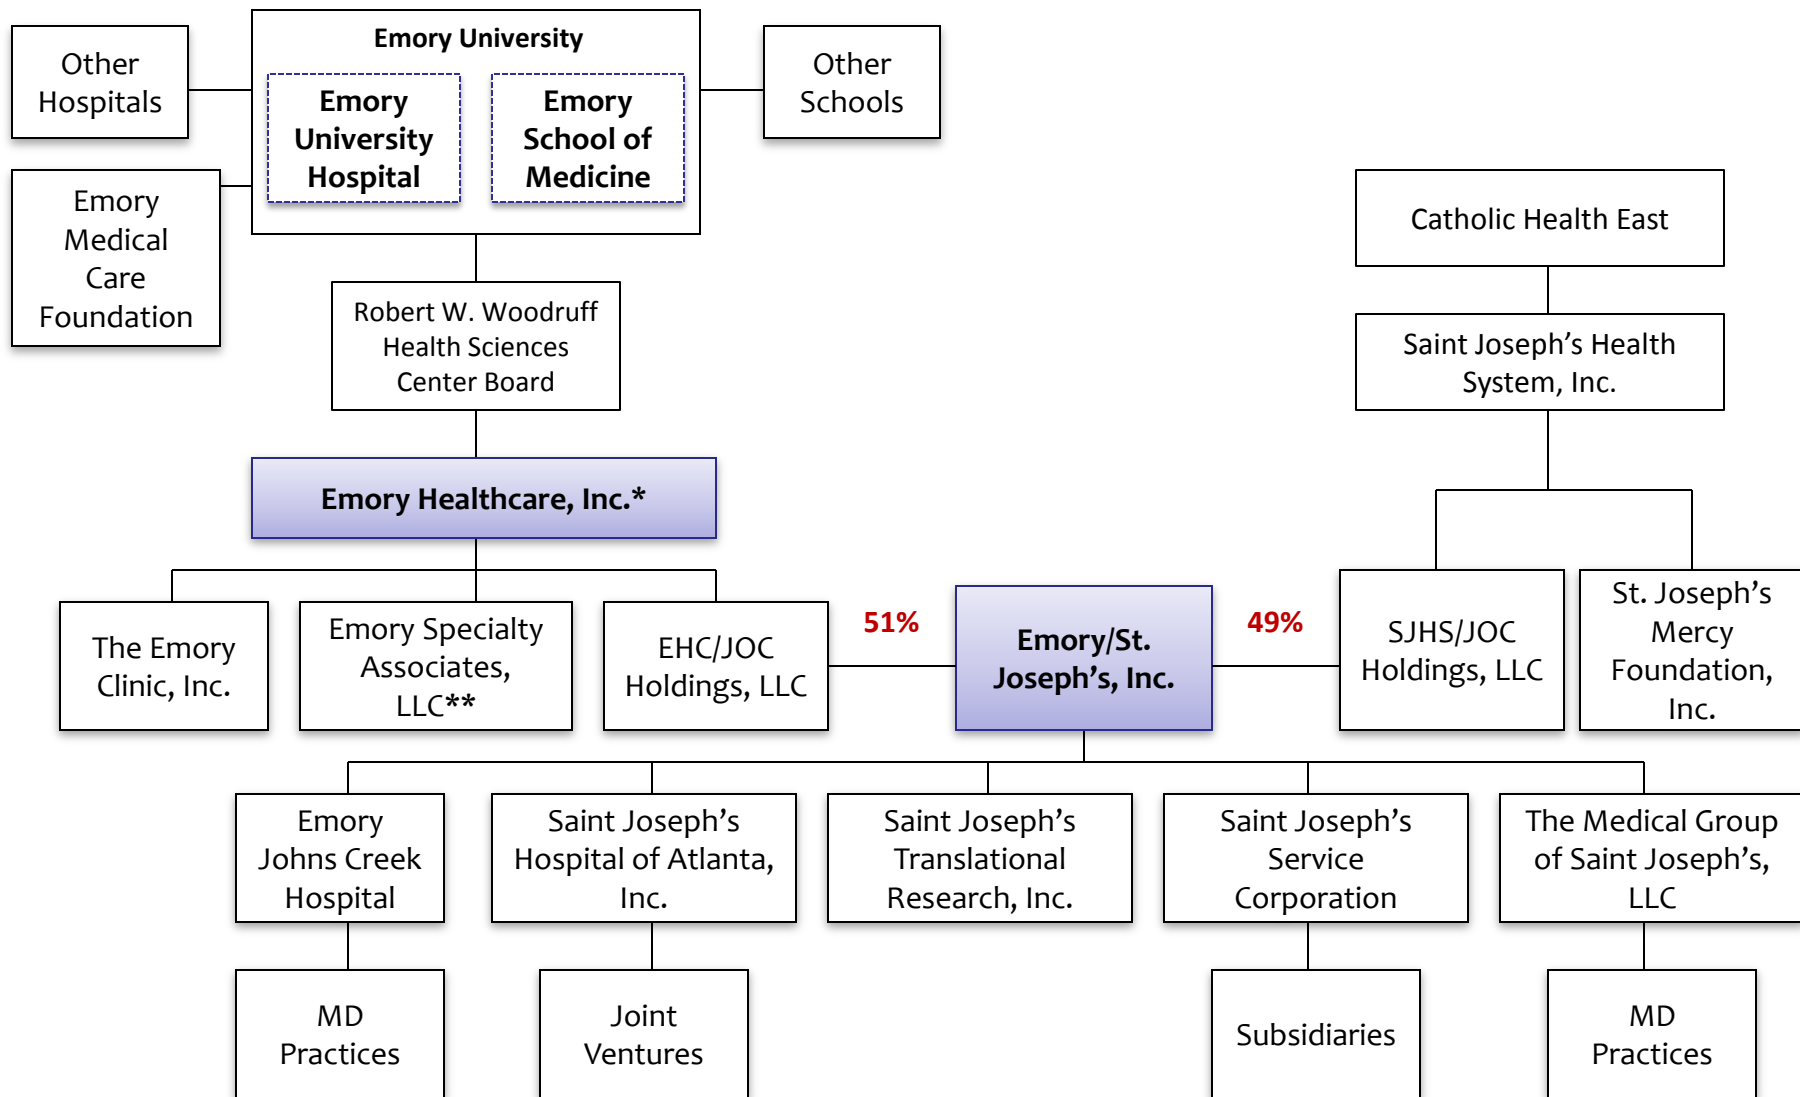 Other
Hospitals
Emory University
Emory
University
Hospital
Emory
School of
Medicine
Other
Schools
Emory
Medical
Care
Foundation
Catholic Health East
Robert W. Woodruff
Health Sciences
Center Board
Saint Joseph’s Health
System, Inc.
Emory Healthcare, Inc.*
The Emory
Clinic, Inc.
Emory Specialty
Associates,
LLC**
EHC/JOC
Holdings, LLC
51%
Emory/St.
Joseph’s, Inc.
49%
SJHS/JOC
Holdings, LLC
St. Joseph’s
Mercy
Foundation,
Inc.
Emory
Johns Creek
Hospital
Saint Joseph’s
Hospital of Atlanta,
Inc.
Saint Joseph’s
Translational
Research, Inc.
Saint Joseph’s
Service
Corporation
The Medical Group
of Saint Joseph’s,
LLC
MD
Practices
Joint
Ventures
Subsidiaries
MD
Practices